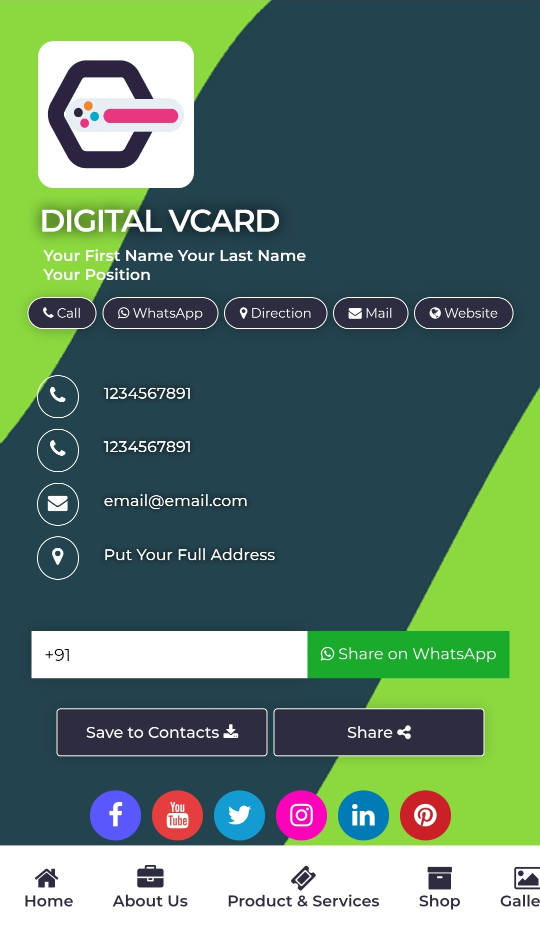 DIGITAL VCARD
Your First Name Your Last Name
Your Position
Call WhatsApp Direction Mail Website
1234567891
1234567891
email@email.com
Put Your Full Address
+91 Share on WhatsApp
Save to Contacts Share
You Tube
Home About Us Product & Services Shop Galle